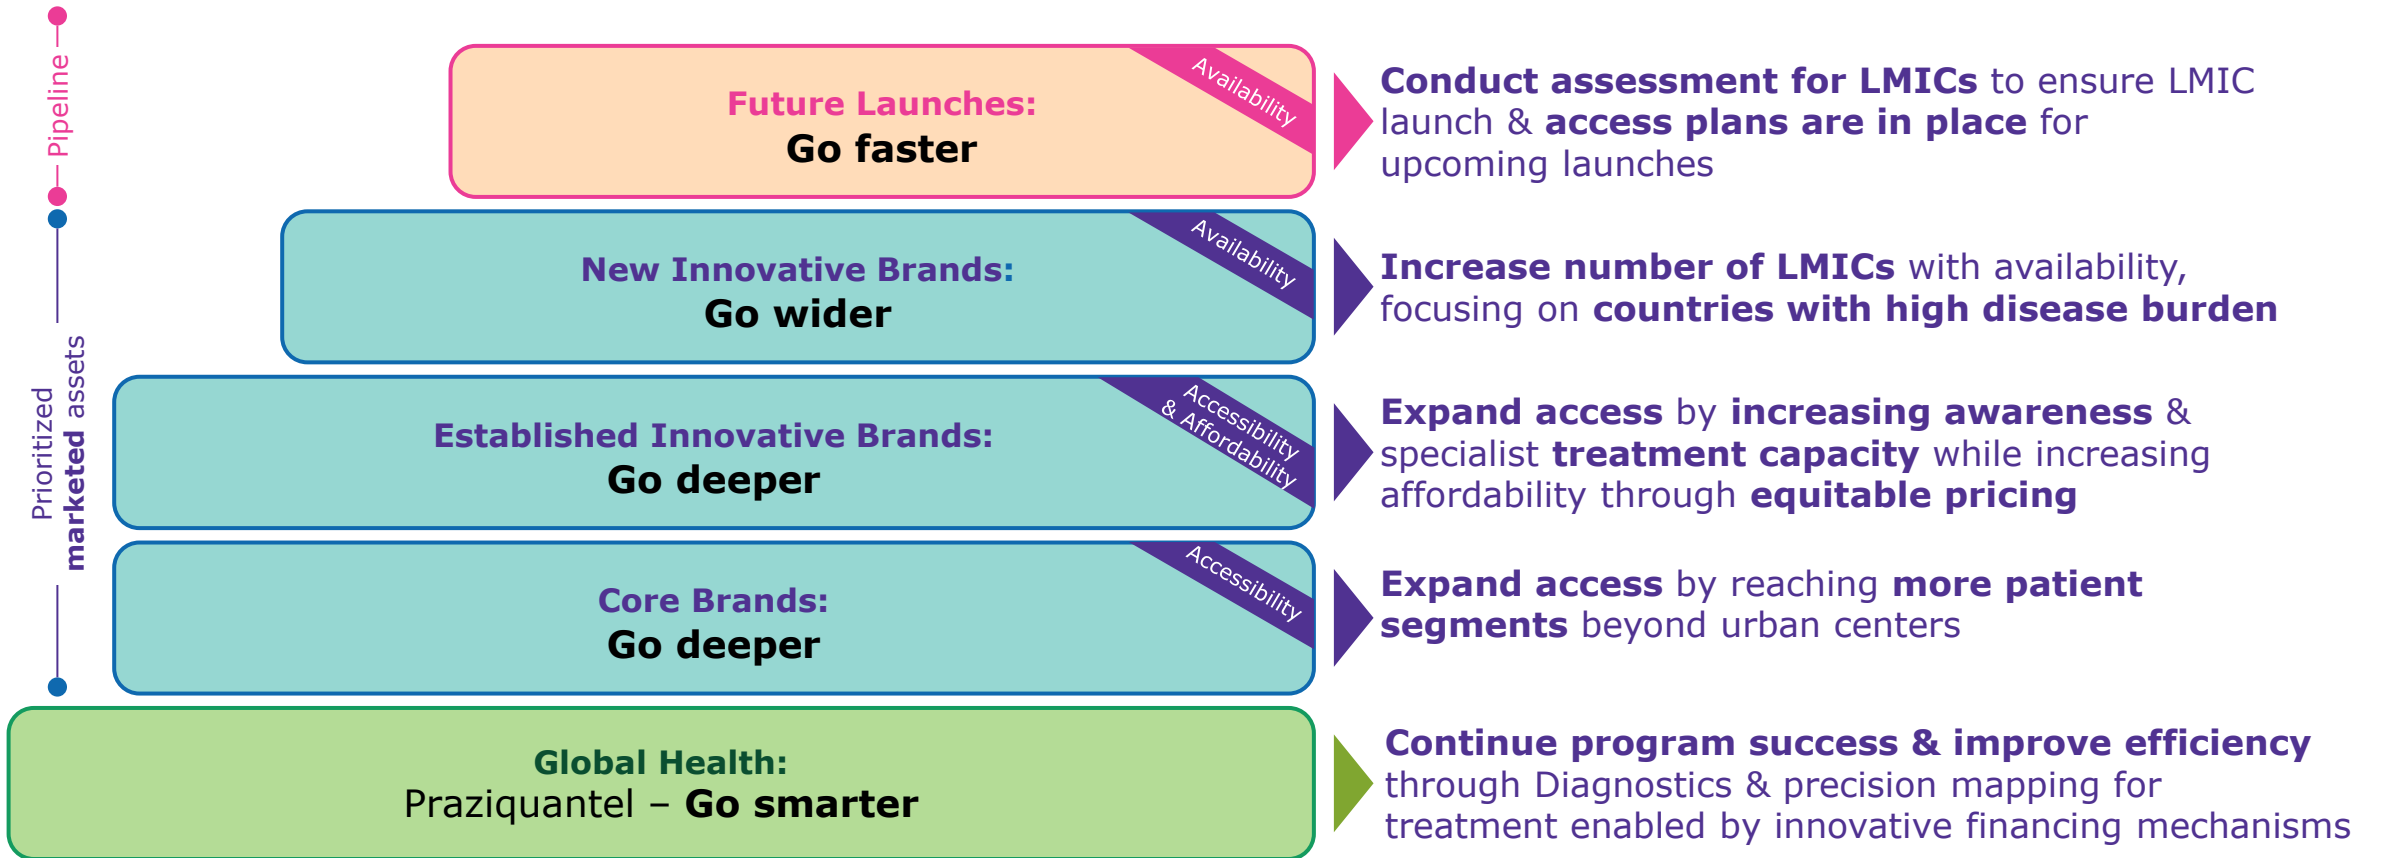 Pipeline
Future Launches:
Go faster
Availability
Conduct assessment for LMICs to ensure LMIC
launch & access plans are in place for
upcoming launches
Prioritized
marketed assets
New Innovative Brands:
Go wider
Availability
Increase number of LMICs with availability,
focusing on countries with high disease burden
Established Innovative Brands:
Go deeper
Accessibility
& Affordability
Expand access by increasing awareness &
specialist treatment capacity while increasing
affordability through equitable pricing
Core Brands:
Go deeper
Accessibility
Expand access by reaching more patient
segments beyond urban centers
Global Health:
Praziquantel – Go smarter
Continue program success & improve efficiency
through Diagnostics & precision mapping for
treatment enabled by innovative financing mechanisms